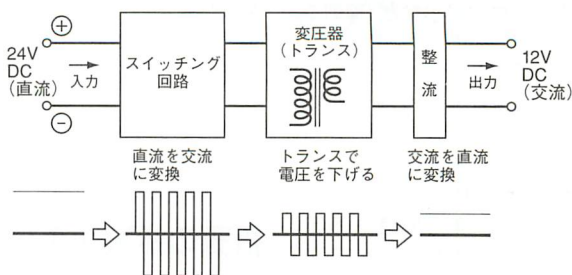 ⊕
24V
DC
(直流)
入力
⊖
スイッチング
回路
変圧器
(トランス)
整
流
12V
DC
(交流)
出力
直流を交流
に変換
トランスで
電圧を下げる
交流を直流
に変換